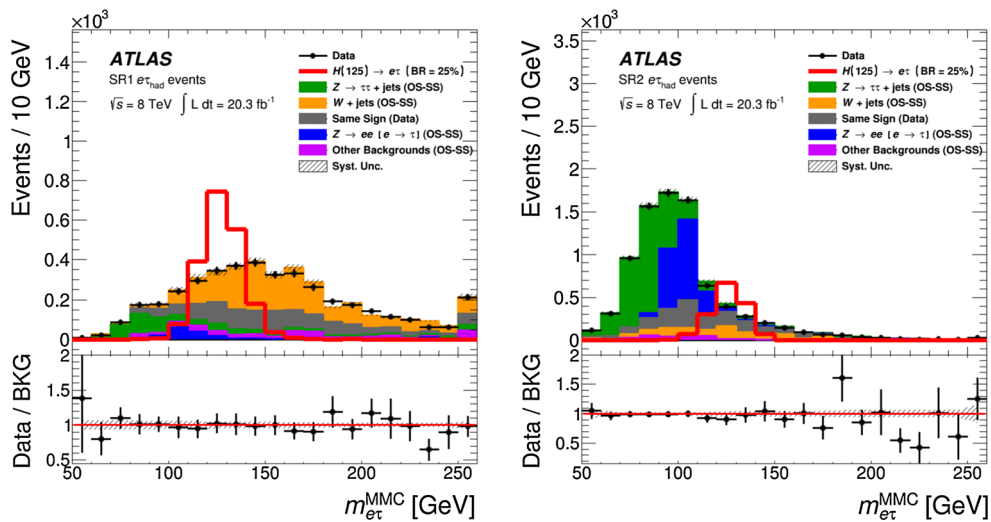 ×10³
ATLAS
SR1 eτhad events
√s = 8 TeV ∫ L dt = 20.3 fb⁻¹
Data
H(125) → eτ (BR = 25%)
Z → ττ + jets (OS-SS)
W + jets (OS-SS)
Same Sign (Data)
Z → ee [e → τ] (OS-SS)
Other Backgrounds (OS-SS)
Syst. Unc.
Events / 10 GeV
1.4
1.2
1
0.8
0.6
0.4
0.2
0
Data / BKG
2
1.5
1
0.5
50 100 150 200 250
m_eτ^MMC [GeV]
×10³
ATLAS
SR2 eτhad events
√s = 8 TeV ∫ L dt = 20.3 fb⁻¹
Data
H(125) → eτ (BR = 25%)
Z → ττ + jets (OS-SS)
W + jets (OS-SS)
Same Sign (Data)
Z → ee [e → τ] (OS-SS)
Other Backgrounds (OS-SS)
Syst. Unc.
Events / 10 GeV
3.5
3
2.5
2
1.5
1
0.5
0
Data / BKG
2
1.5
1
0.5
50 100 150 200 250
m_eτ^MMC [GeV]